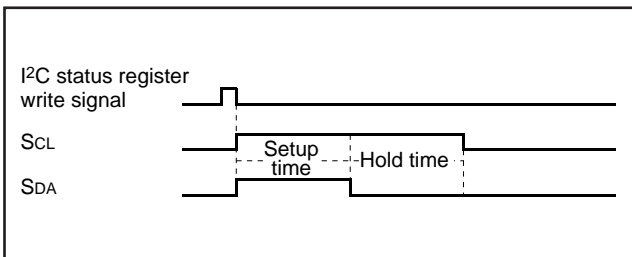 I²C status register
write signal
SCL
Setup
time
Hold time
SDA